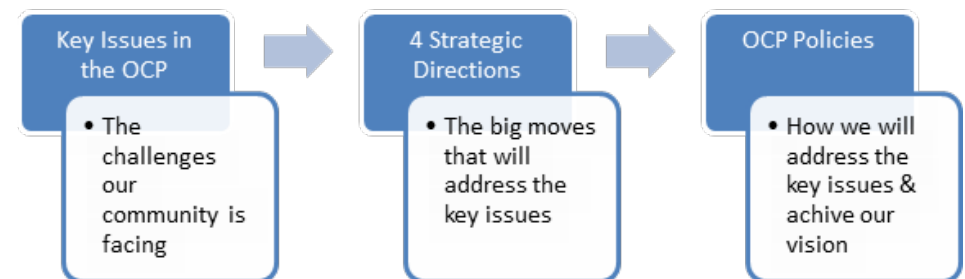 Key Issues in
the OCP
• The
challenges
our
community is
facing
4 Strategic
Directions
• The big moves
that will
address the
key issues
OCP Policies
• How we will
address the
key issues &
achive our
vision